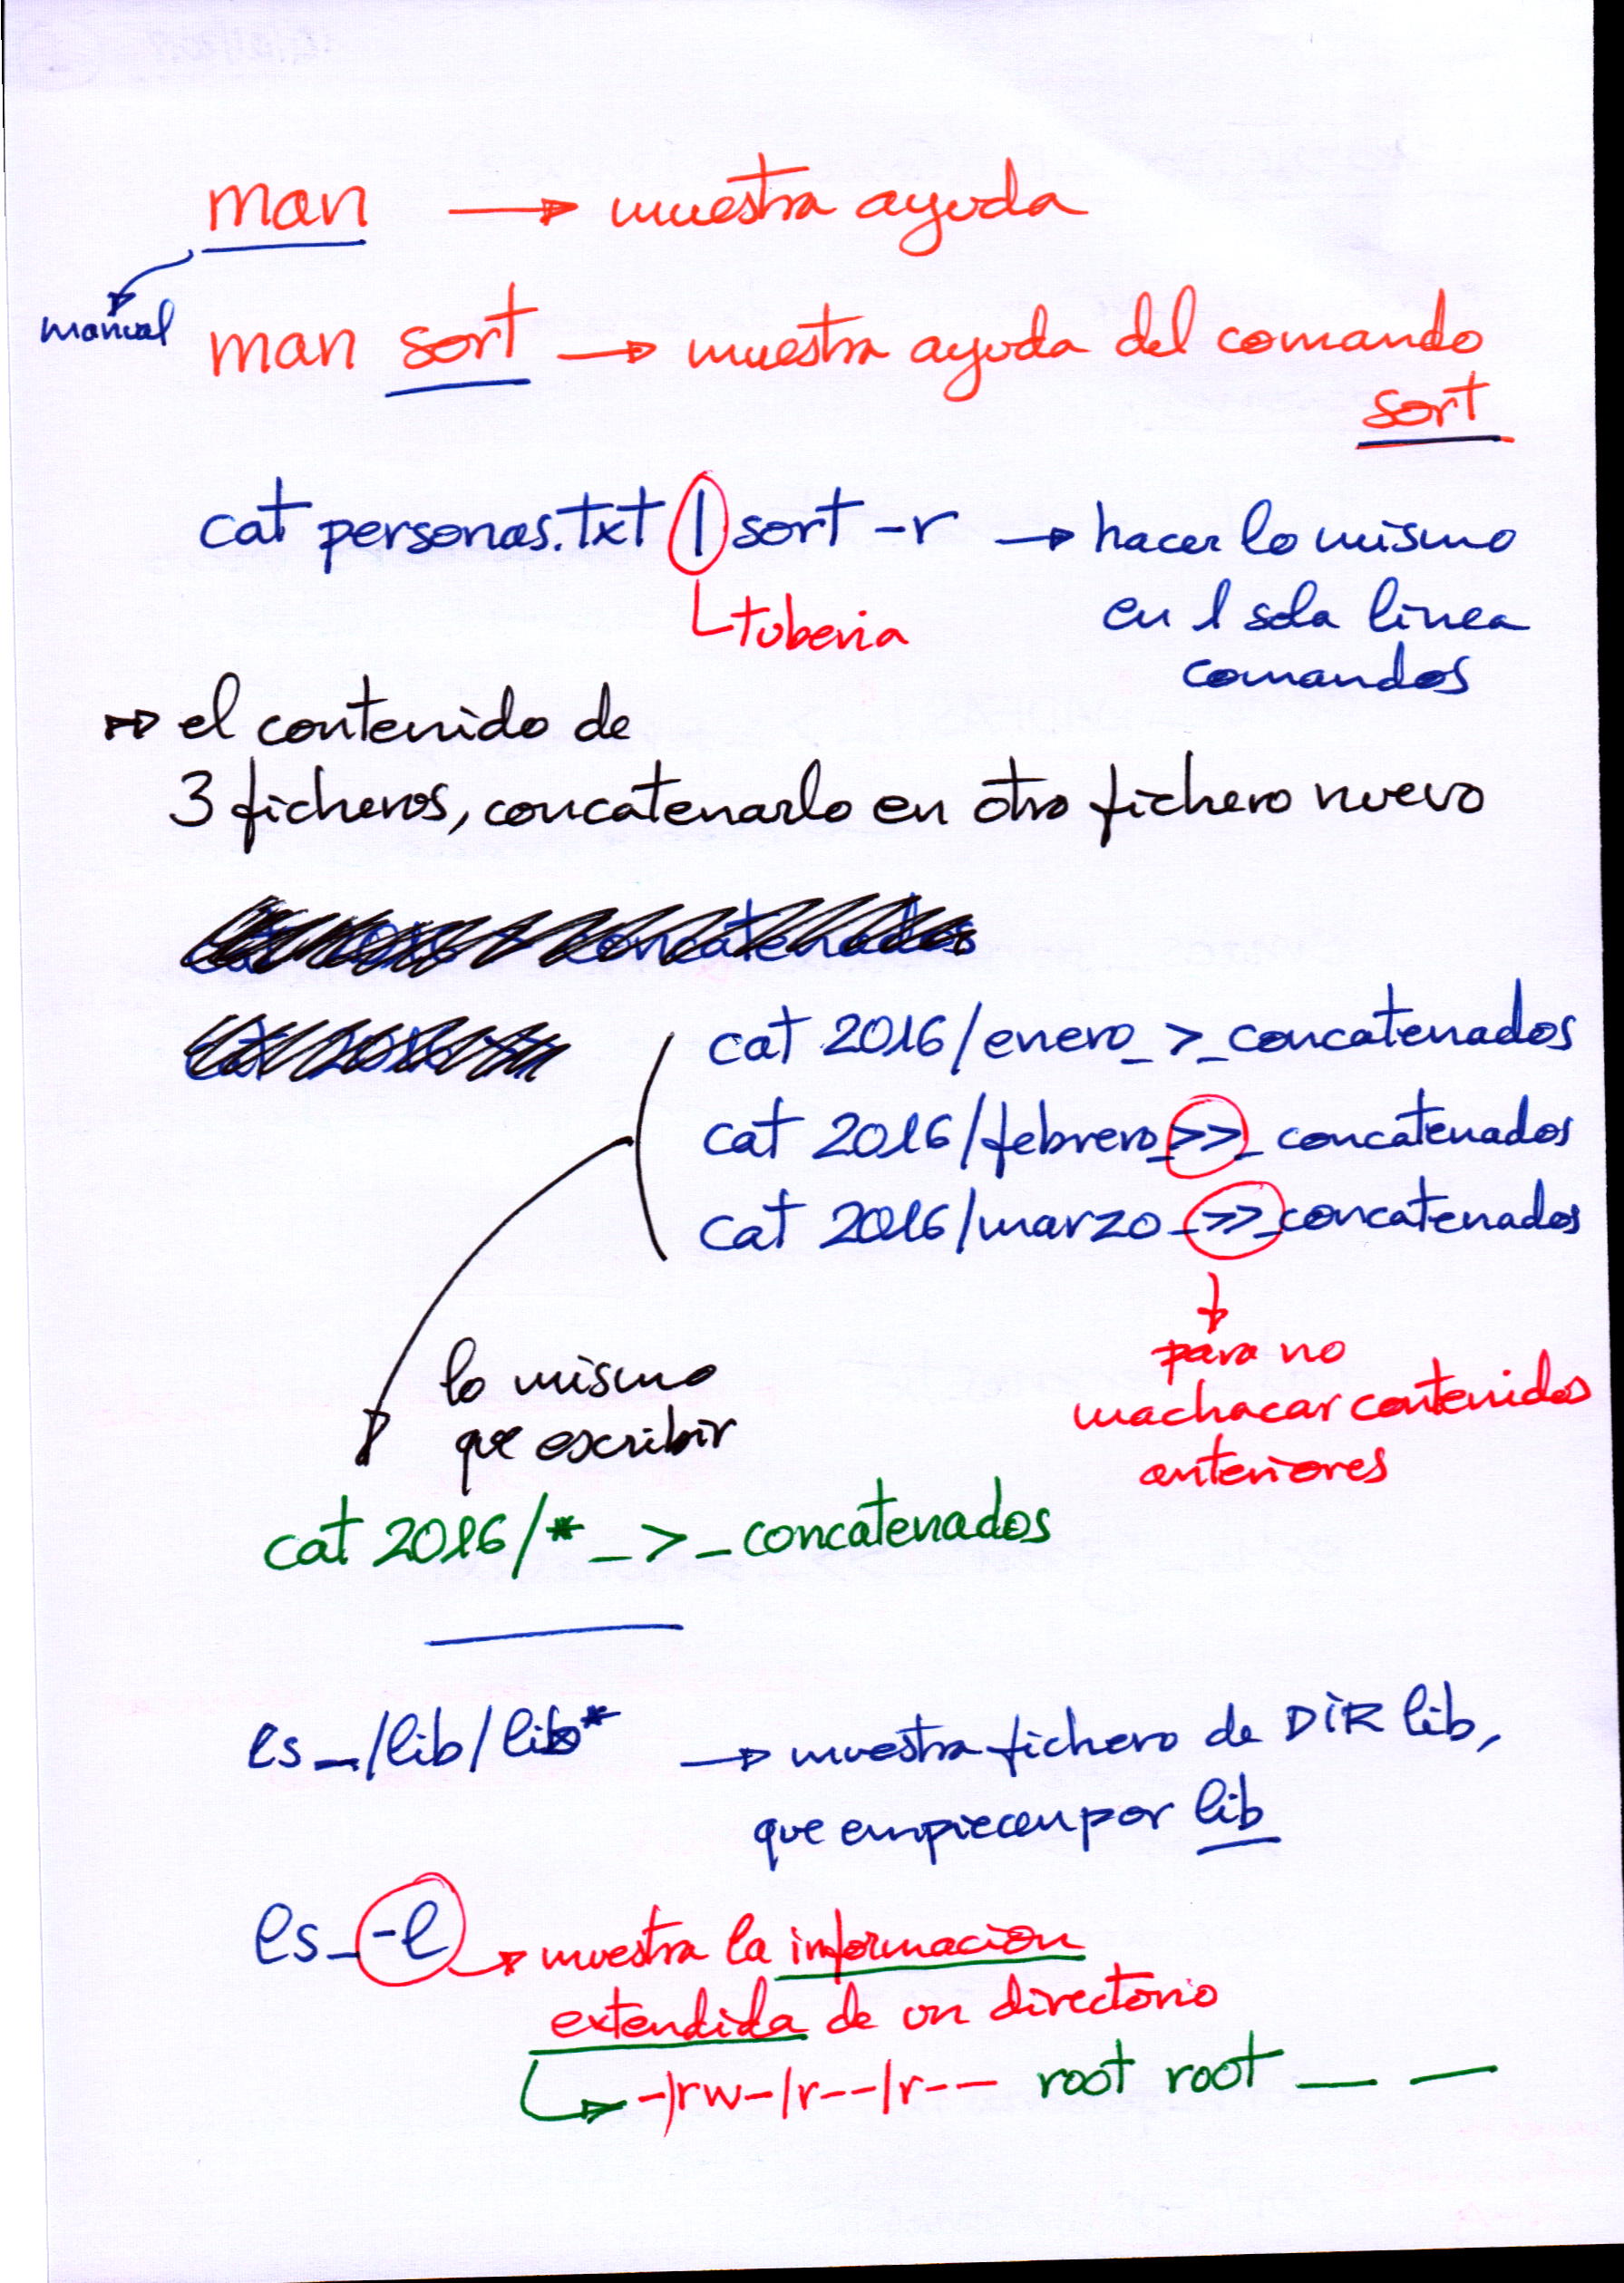 man → muestra ayuda
manual
man sort → muestra ayuda del comando
sort
cat personas.txt | sort -r → hacer lo mismo
tuberia
en 1 sola linea
comandos
→ el contenido de
3 ficheros, concatenarlo en otro fichero nuevo
concatenados
cat 2016/enero_>_concatenados
cat 2016/febrero_>>_concatenados
cat 2016/marzo_>>_concatenados
para no
machacar contenidos
anteriores
lo mismo
que escribir
cat 2016/*_>_concatenados
ls_/lib/lib* → muestra fichero de DIR lib,
que empiecen por lib
ls_-l → muestra la información
extendida de un directorio
→ -/rw-/r--/r-- root root __ __